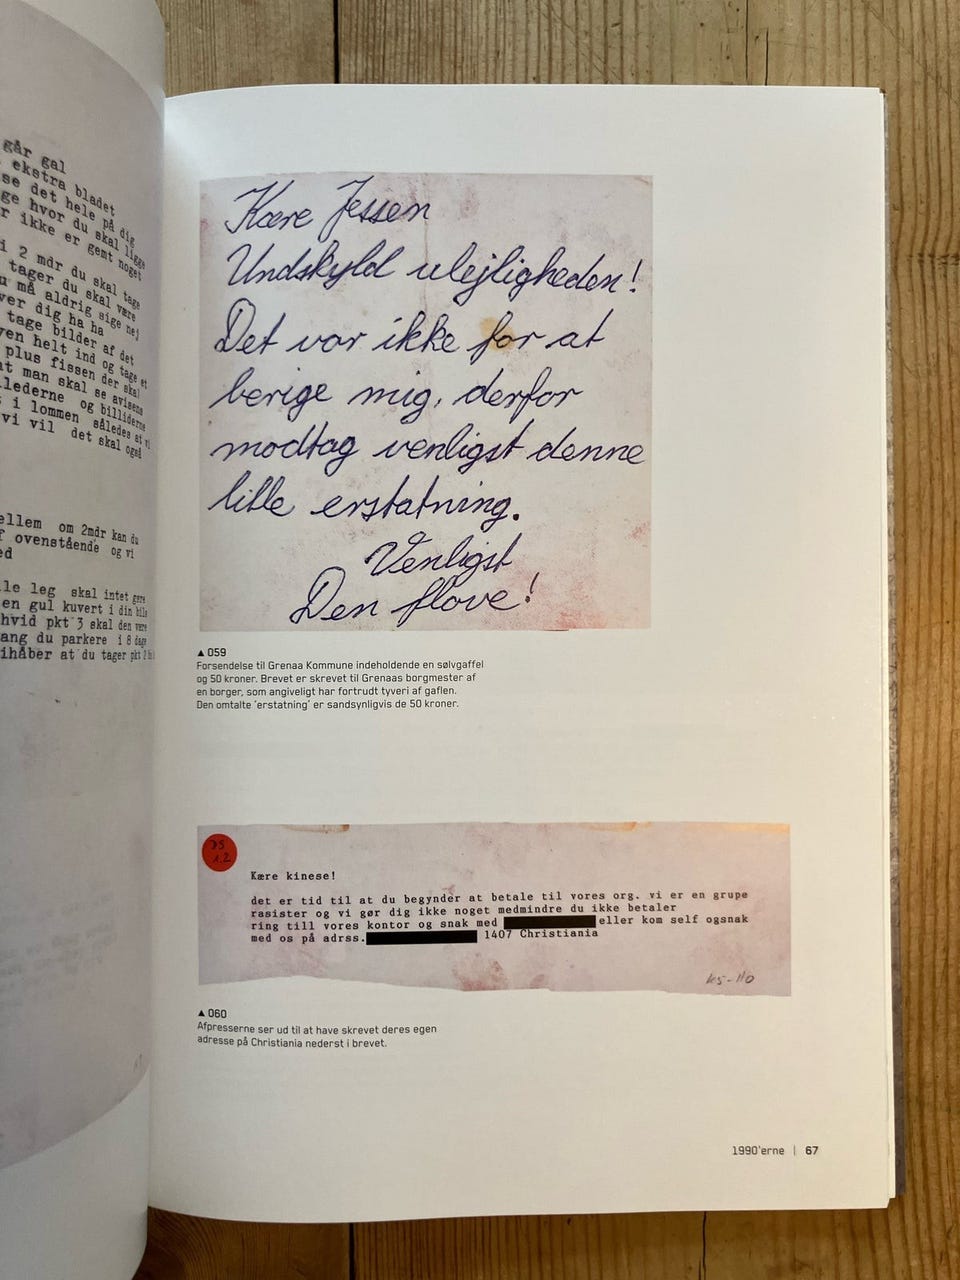 går gal
ekstra bladet
se det hele på dig
ge hvor du skal ligge
r ikke er gemt noget
i 2 mdr du skal tage
tager du skal være
u må aldrig sige nej
ver dig ha ha
tage bilder af det
ven helt ind og tage et
plus fissen der skal
at man skal se avisens
llederne og billiderne
i lommen således at vi
vi vil det skal også
ellem om 2mdr kan du
f ovenstående og vi
ed
le leg skal intet gøre
en gul kuvert i din bils
hvid pkt 3 skal den være
ang du parkere i 8 dage
ihåber at du tager pkt 2
Kære Jessen
Undskyld ulejligheden!
Det var ikke for at
berige mig, derfor
modtag venligst denne
lille erstatning.
Venligst
Den flove!
▲ 059
Forsendelse til Grenaa Kommune indeholdende en sølvgaffel
og 50 kroner. Brevet er skrevet til Grenaas borgmester af
en borger, som angiveligt har fortrudt tyveri af gaflen.
Den omtalte 'erstatning' er sandsynligvis de 50 kroner.
Kære kinese!
det er tid til at du begynder at betale til vores org. vi er en grupe
rasister og vi gør dig ikke noget medmindre du ikke betaler
ring till vores kontor og snak med eller kom self ogsnak
med os på adrss. 1407 Christiania
▲ 060
Afpresserne ser ud til at have skrevet deres egen
adresse på Christiania nederst i brevet.
1990'erne | 67